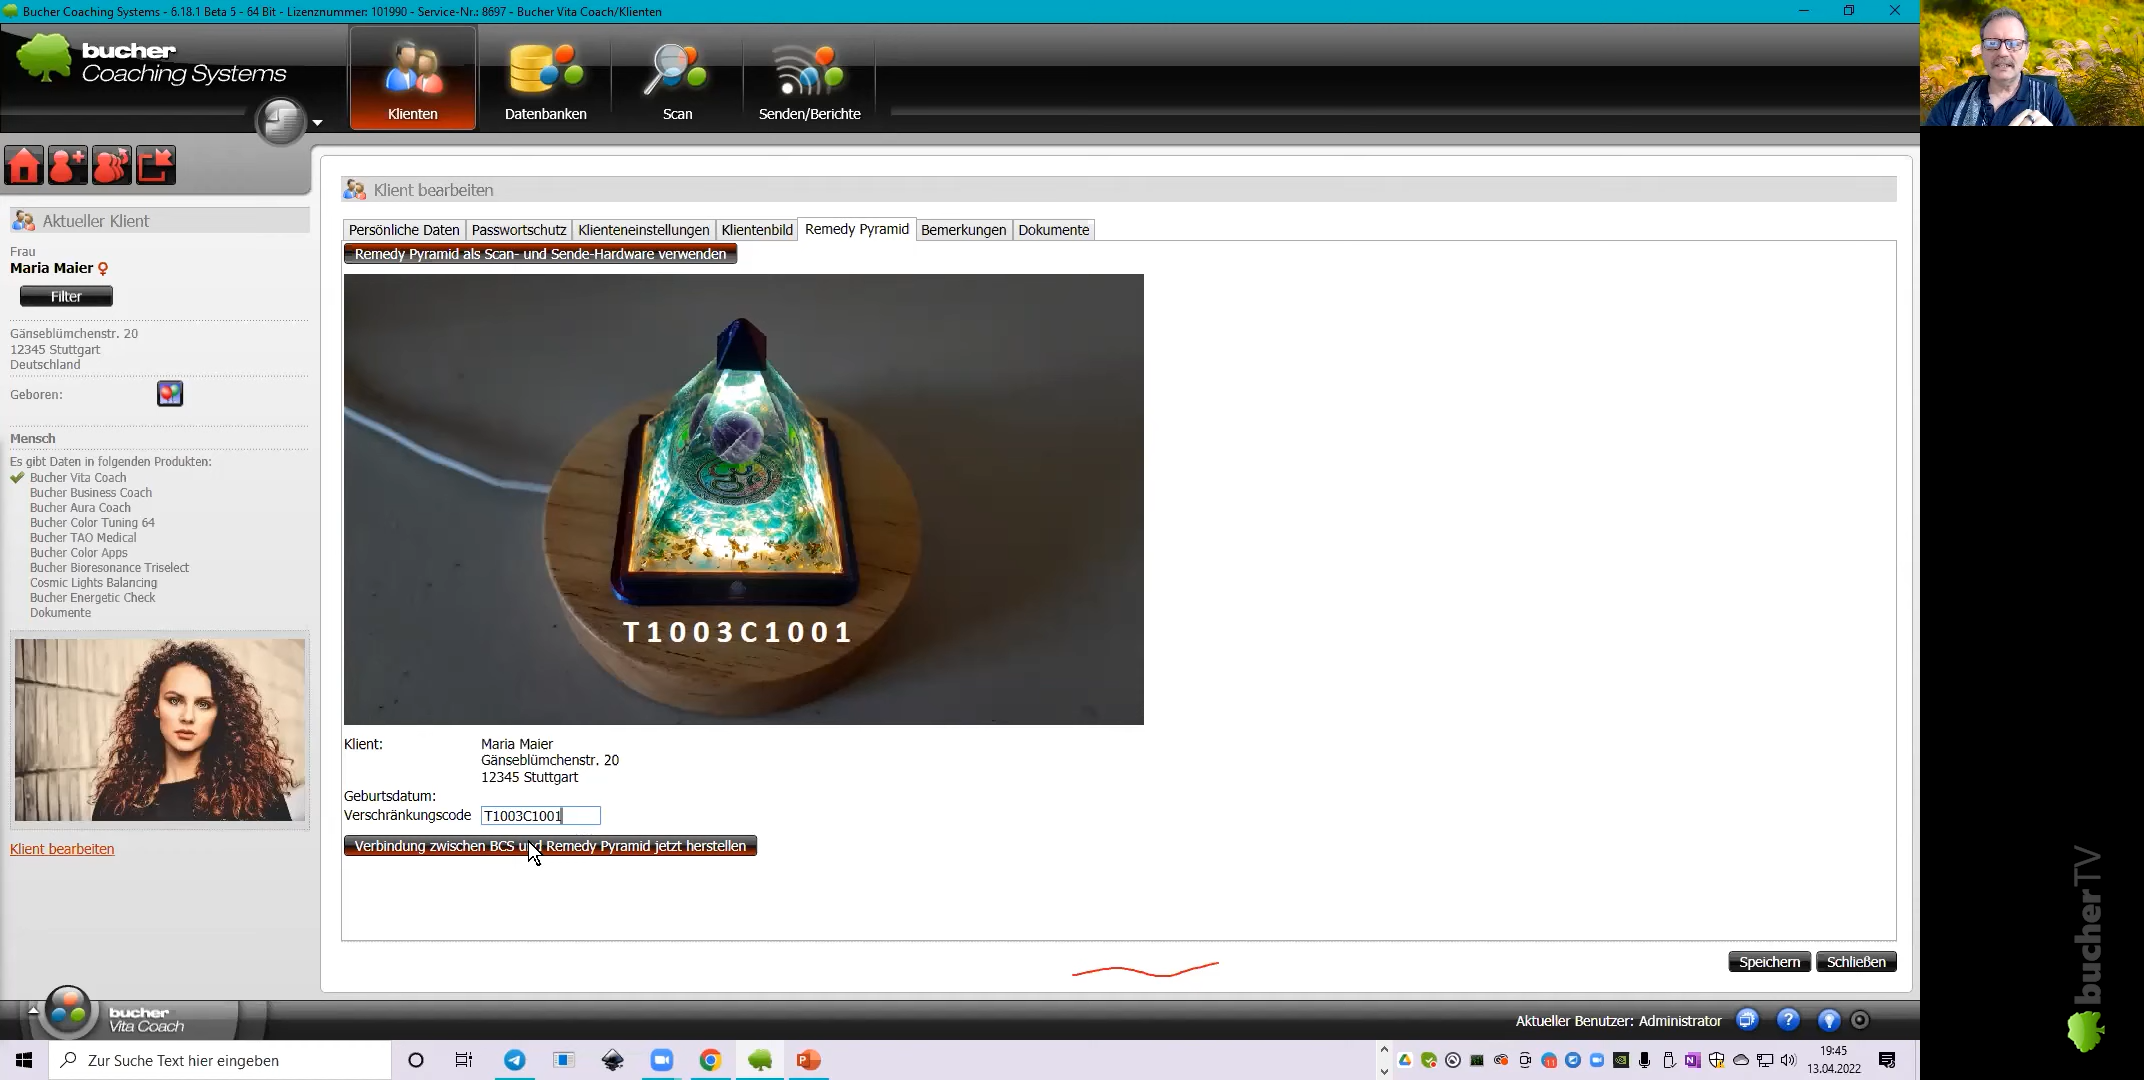 Bucher Coaching Systems - 6.18.1 Beta 5 - 64 Bit - Lizenznummer: 101990 - Service-Nr.: 8697 - Bucher Vita Coach/Klienten
bucher
Coaching Systems
Klienten
Datenbanken
Scan
Senden/Berichte
Aktueller Klient
Frau
Maria Maier
Filter
Gänseblümchenstr. 20
12345 Stuttgart
Deutschland
Geboren:
Mensch
Es gibt Daten in folgenden Produkten:
Bucher Vita Coach
Bucher Business Coach
Bucher Aura Coach
Bucher Color Tuning 64
Bucher TAO Medical
Bucher Color Apps
Bucher Bioresonance Triselect
Cosmic Lights Balancing
Bucher Energetic Check
Dokumente
Klient bearbeiten
Klient bearbeiten
Persönliche Daten
Passwortschutz
Klienteneinstellungen
Klientenbild
Remedy Pyramid
Bemerkungen
Dokumente
Remedy Pyramid als Scan- und Sende-Hardware verwenden
T1003C1001
Klient:
Maria Maier
Gänseblümchenstr. 20
12345 Stuttgart
Geburtsdatum:
Verschränkungscode
T1003C1001
Verbindung zwischen BCS und Remedy Pyramid jetzt herstellen
Speichern
Schließen
bucher
Vita Coach
Aktueller Benutzer: Administrator
Zur Suche Text hier eingeben
19:45
13.04.2022
bucherTV